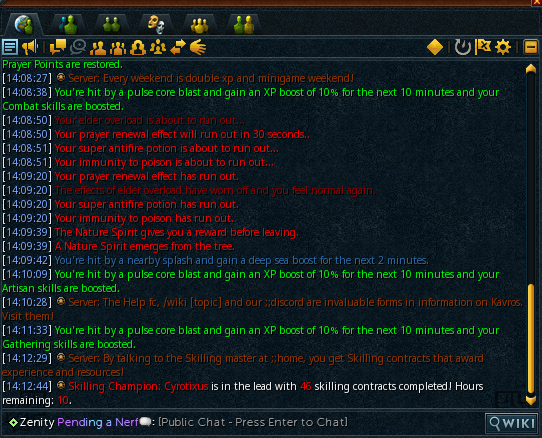 Prayer Points are restored.
[14:08:27] Server: Every weekend is double xp and minigame weekend!
[14:08:38] You're hit by a pulse core blast and gain an XP boost of 10% for the next 10 minutes and your
Combat skills are boosted.
[14:08:50] Your elder overload is about to run out...
[14:08:50] Your prayer renewal effect will run out in 30 seconds..
[14:08:51] Your super antifire potion is about to run out...
[14:08:51] Your immunity to poison is about to run out...
[14:09:20] Your prayer renewal effect has run out.
[14:09:20] The effects of elder overload have worn off and you feel normal again.
[14:09:20] Your super antifire potion has run out.
[14:09:20] Your immunity to poison has run out.
[14:09:39] The Nature Spirit gives you a reward before leaving.
[14:09:39] A Nature Spirit emerges from the tree.
[14:09:42] You're hit by a nearby splash and gain a deep sea boost for the next 2 minutes.
[14:10:09] You're hit by a pulse core blast and gain an XP boost of 10% for the next 10 minutes and your
Artisan skills are boosted.
[14:10:28] Server: The Help fc, /wiki [topic] and our ;;discord are invaluable forms in information on Kavros.
Visit them!
[14:11:33] You're hit by a pulse core blast and gain an XP boost of 10% for the next 10 minutes and your
Gathering skills are boosted.
[14:12:29] Server: By talking to the Skilling master at ;;home, you get Skilling contracts that award
experience and resources!
[14:12:44] Skilling Champion: Cyrotixus is in the lead with 46 skilling contracts completed! Hours
remaining: 10.
Zenity Pending a Nerf: [Public Chat - Press Enter to Chat]
WIKI